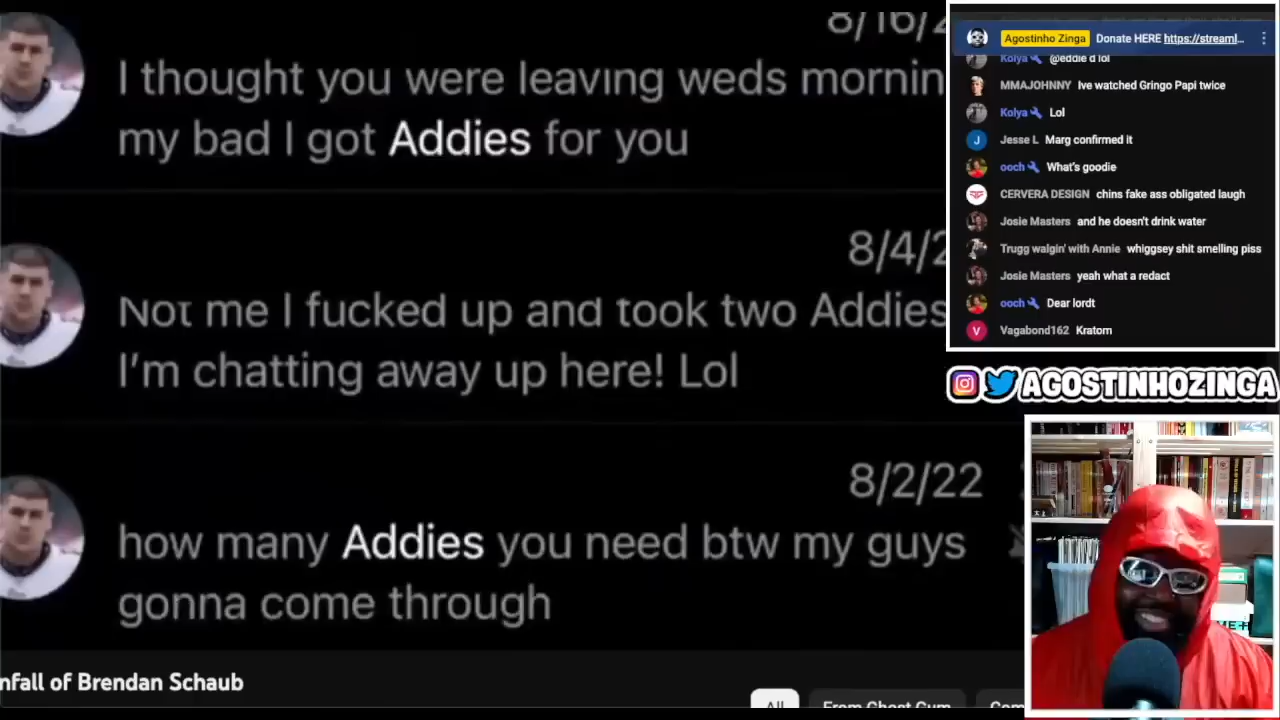 8/16/2
I thought you were leaving weds mornin
my bad I got Addies for you
8/4/2
Not me I fucked up and took two Addies
I'm chatting away up here! Lol
8/2/22
how many Addies you need btw my guys
gonna come through
nfall of Brendan Schaub
All
From Ghost Gum
Agostinho Zinga Donate HERE https://streaml...
Kolya @eddie d lol
MMAJOHNNY Ive watched Gringo Papi twice
Kolya Lol
J Jesse L Marg confirmed it
ooch What's goodie
CERVERA DESIGN chins fake ass obligated laugh
Josie Masters and he doesn't drink water
Trugg walgin' with Annie whiggsey shit smelling piss
Josie Masters yeah what a redact
ooch Dear lordt
V Vagabond162 Kratom
AGOSTINHOZINGA